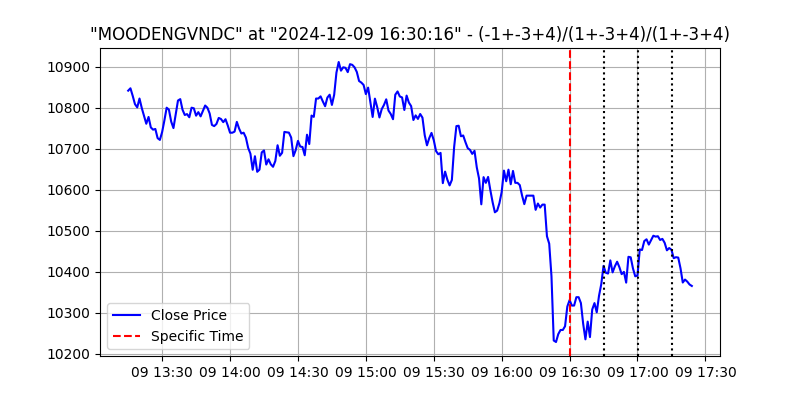 "MOODENGVNDC" at "2024-12-09 16:30:16" - (-1+-3+4)/(1+-3+4)/(1+-3+4)
10900
10800
10700
10600
10500
10400
10300
10200
Close Price
Specific Time
09 13:30 09 14:00 09 14:30 09 15:00 09 15:30 09 16:00 09 16:30 09 17:00 09 17:30